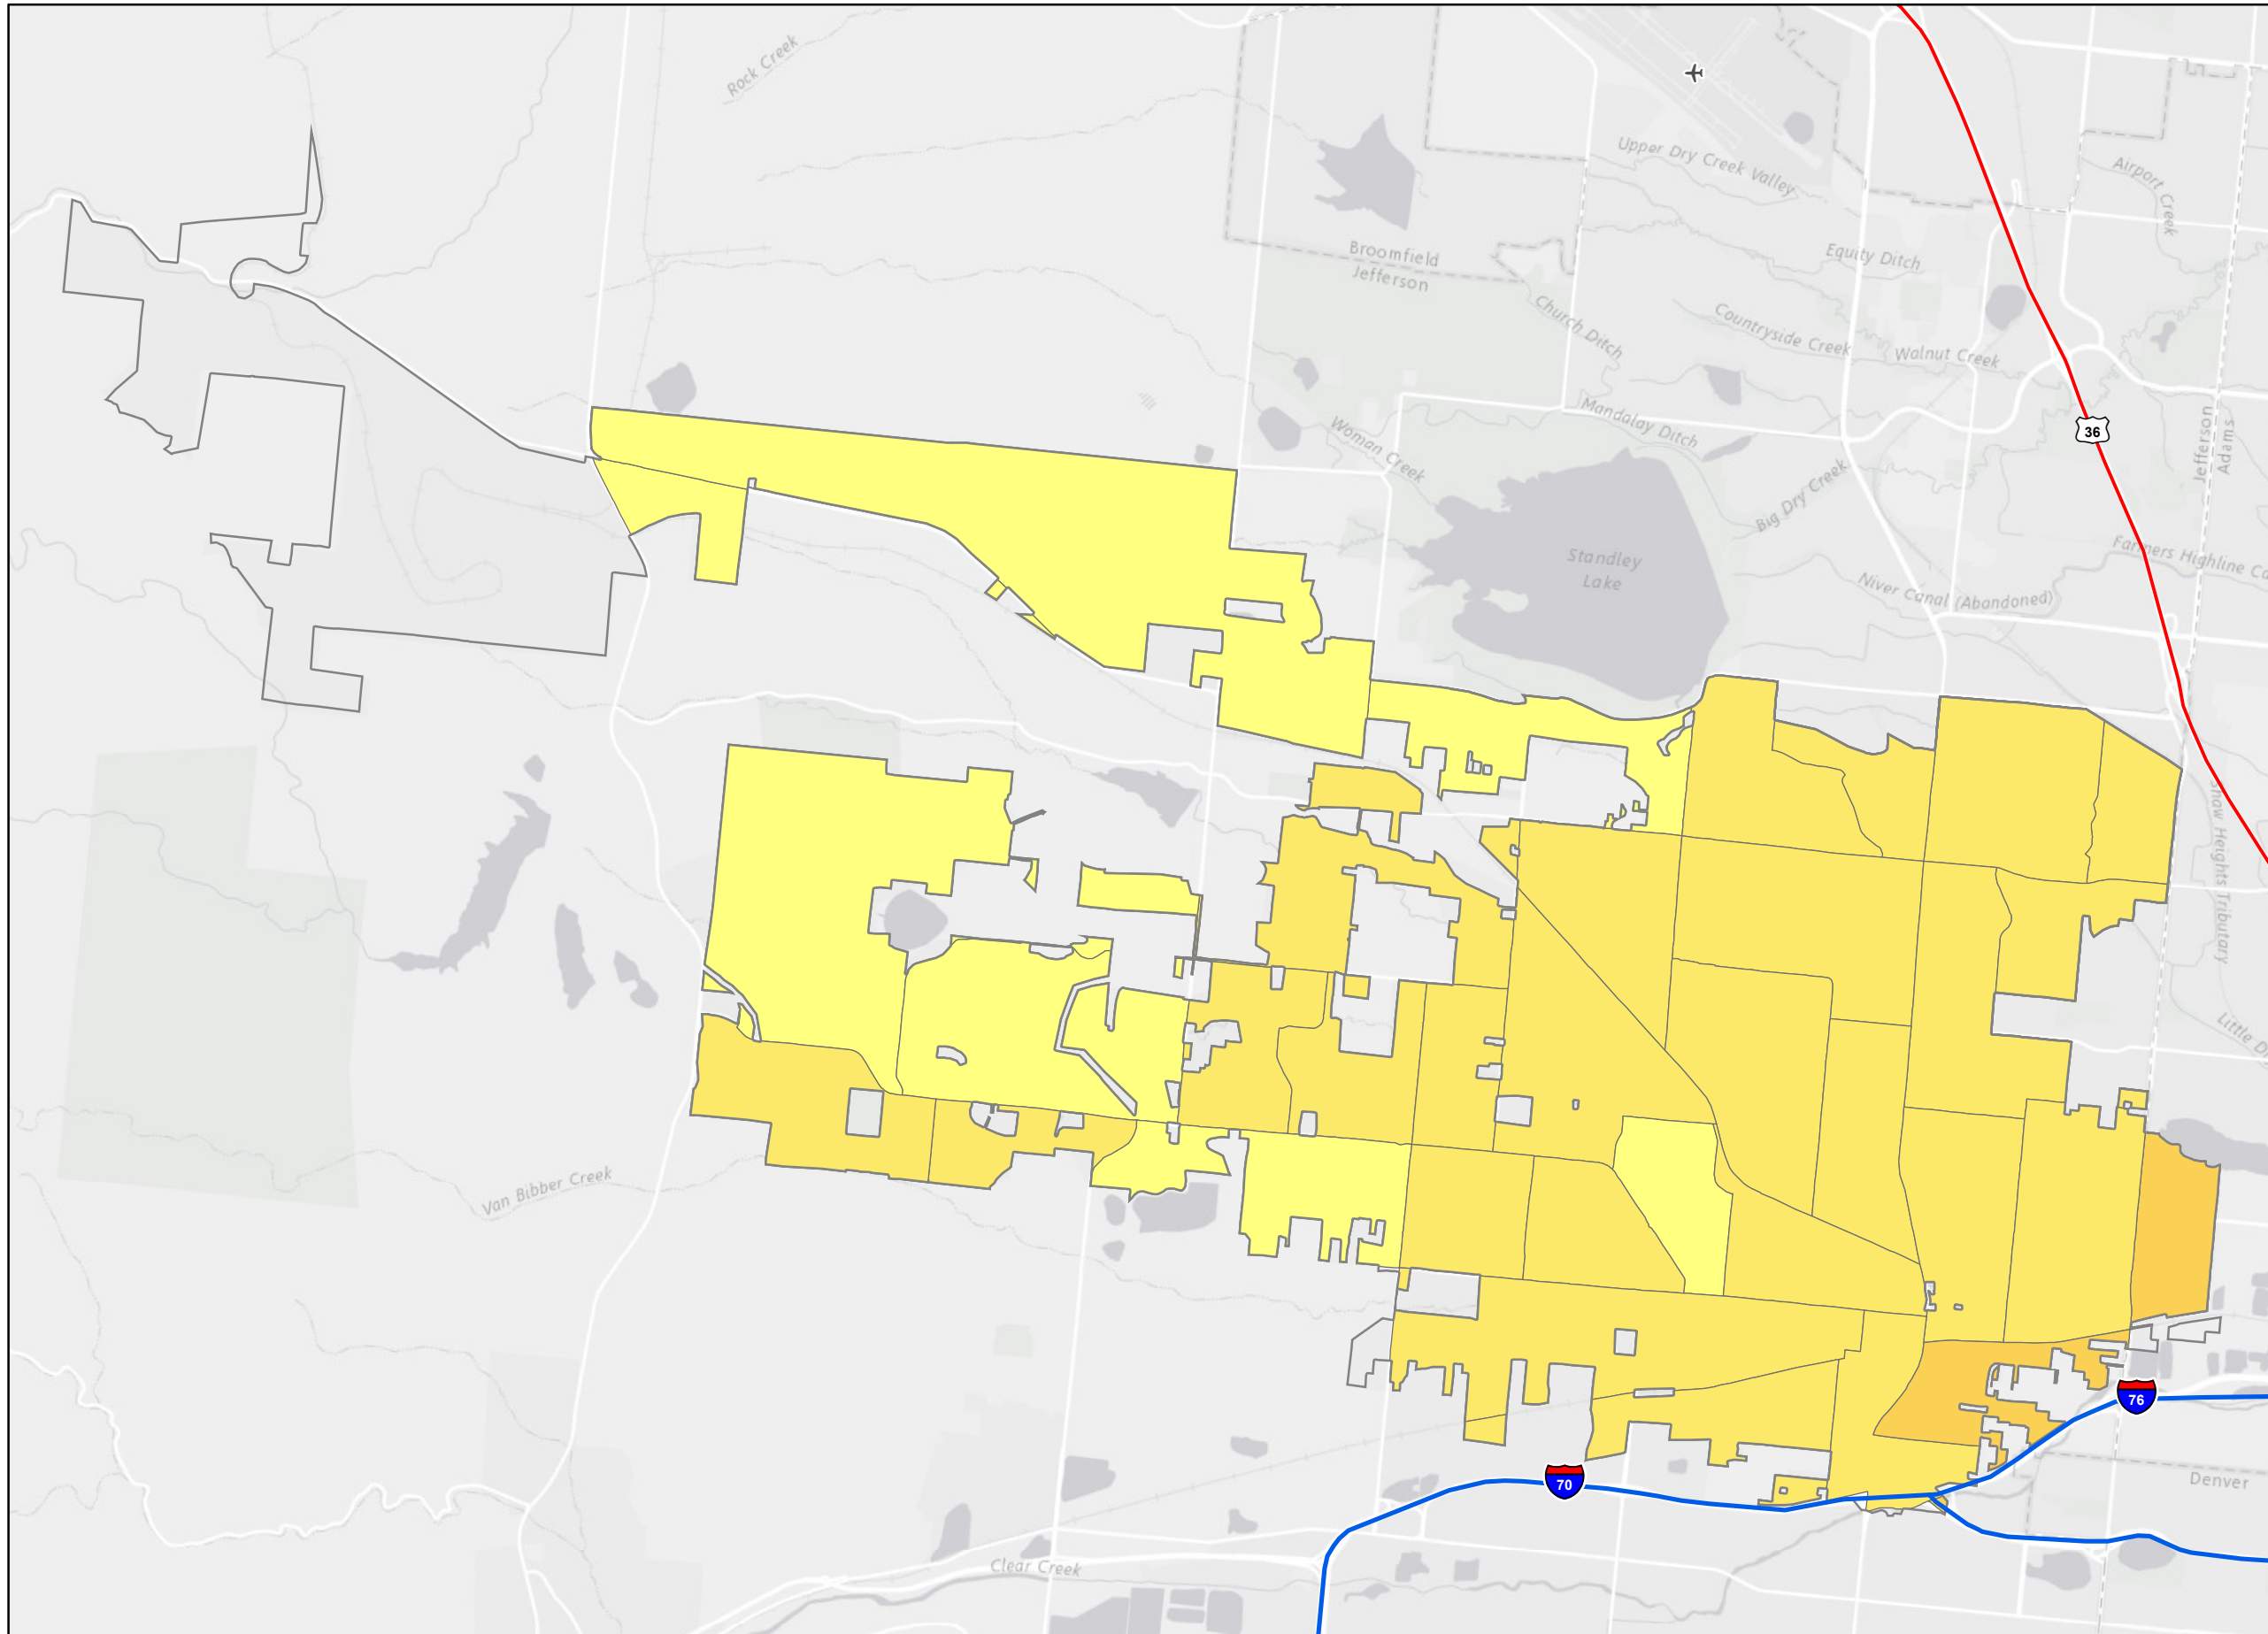 Rock Creek
Upper Dry Creek Valley
Airport
Creek
Broomfield
Jefferson
Equity Ditch
Church Ditch
Countryside Creek
Walnut Creek
Mandalay Ditch
Woman Creek
36
Jefferson
Adams
Big Dry Creek
Standley
Lake
Farmers Highline
Niver Canal (Abandoned)
Shaw Heights Tributary
Little
Van Bibber Creek
76
70
Denver
Clear Creek